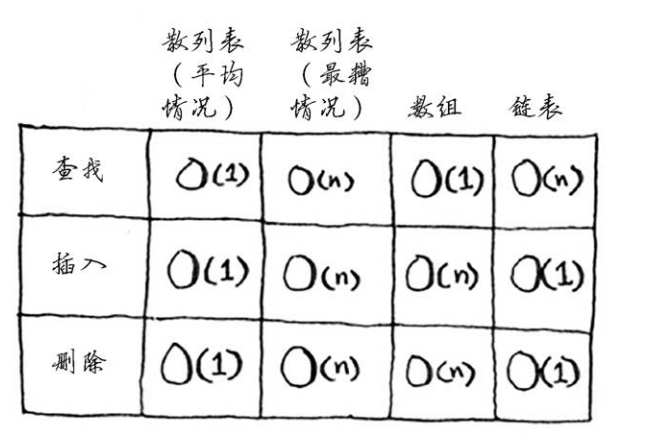 散列表 散列表
（平均 （最糟
情况） 情况） 数组 链表
查找 O(1) O(n) O(1) O(n)
插入 O(1) O(n) O(n) O(1)
删除 O(1) O(n) O(n) O(1)